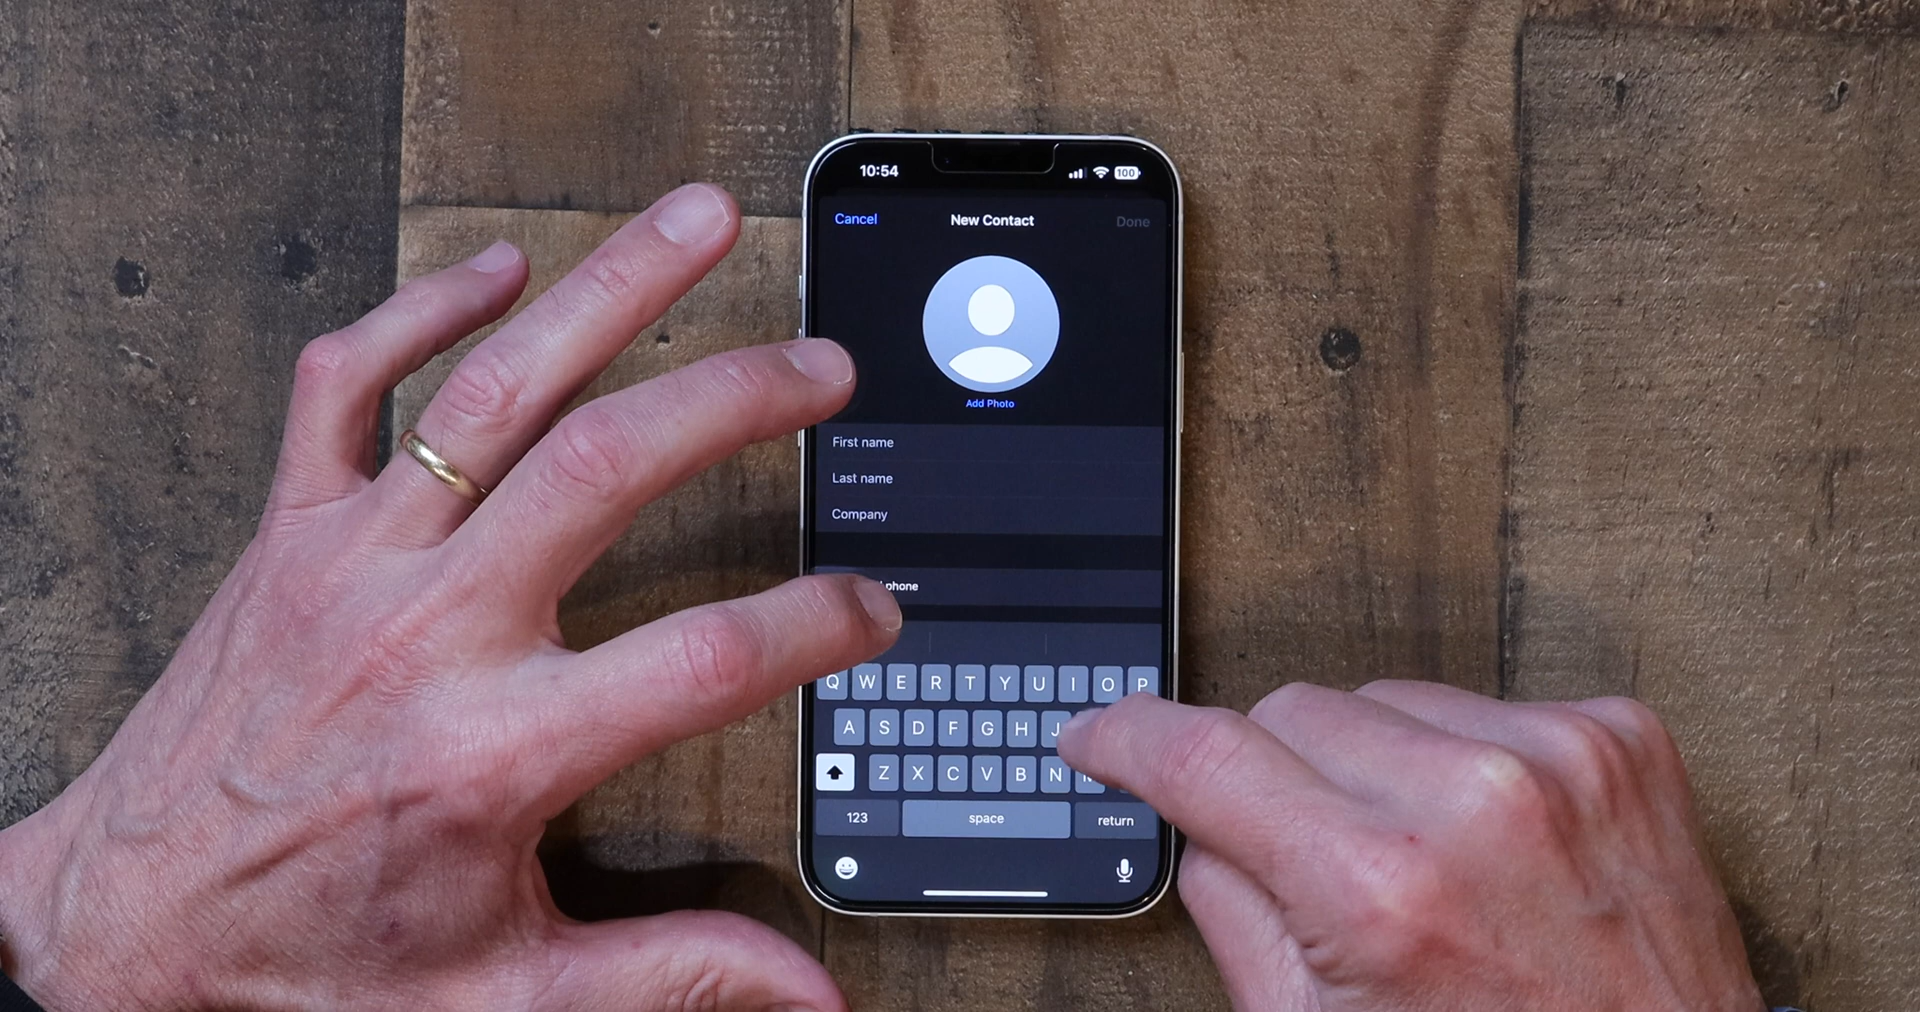 10:54 100
Cancel New Contact Done
Add Photo
First name
Last name
Company
phone
Q W E R T Y U I O P
A S D F G H J
Z X C V B N
123 space return